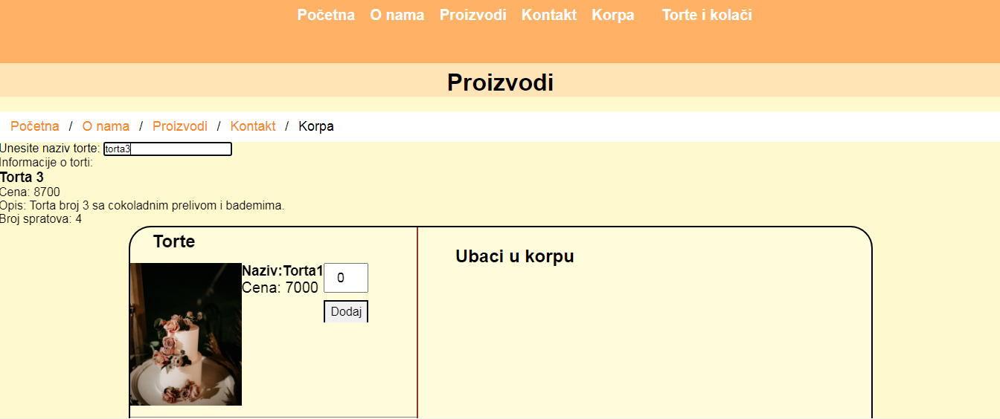 Početna O nama Proizvodi Kontakt Korpa Torte i kolači
Proizvodi
Početna / O nama / Proizvodi / Kontakt / Korpa
Unesite naziv torte: torta3
Informacije o torti:
Torta 3
Cena: 8700
Opis: Torta broj 3 sa cokoladnim prelivom i bademima.
Broj spratova: 4
Torte
Naziv:Torta1
Cena: 7000
0
Dodaj
Ubaci u korpu